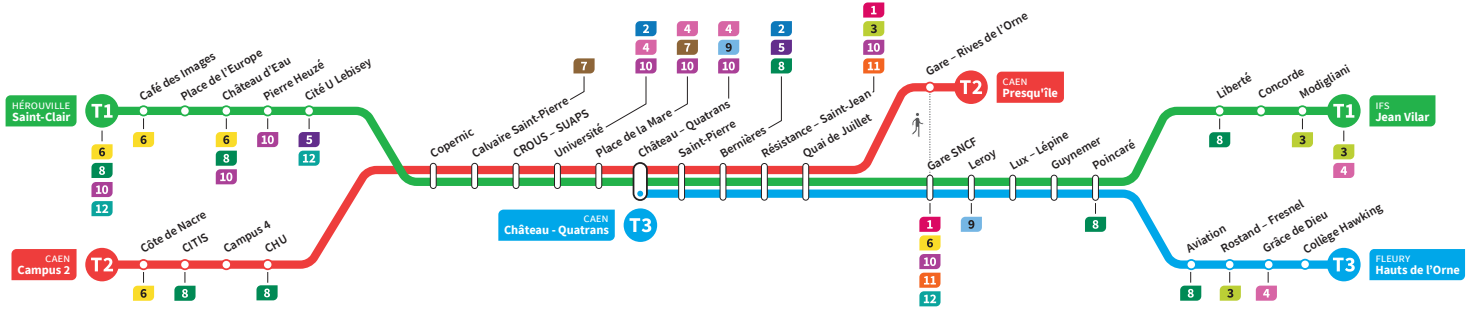 HÉROUVILLE
Saint-Clair
T1
6
8
10
12
Café des Images
6
Place de l'Europe
Château d'Eau
6
8
10
Pierre Heuzé
10
Cité U Lebisey
5
12
CAEN
Campus 2
T2
Côte de Nacre
6
CITIS
8
Campus 4
CHU
8
Copernic
Calvaire Saint-Pierre
7
CROUS – SUAPS
Université
2
4
10
Place de la Mare
4
7
10
Château – Quatrans
4
9
10
CAEN
Château - Quatrans
T3
Saint-Pierre
Bernières
2
5
8
Résistance – Saint-Jean
1
3
10
11
Quai de Juillet
Gare – Rives de l'Orne
T2
CAEN
Presqu'île
Gare SNCF
1
6
10
11
12
Leroy
9
Lux – Lépine
Guynemer
Poincaré
8
Liberté
8
Concorde
Modigliani
3
T1
3
4
IFS
Jean Vilar
Aviation
8
Rostand – Fresnel
3
Grâce de Dieu
4
Collège Hawking
T3
FLEURY
Hauts de l'Orne